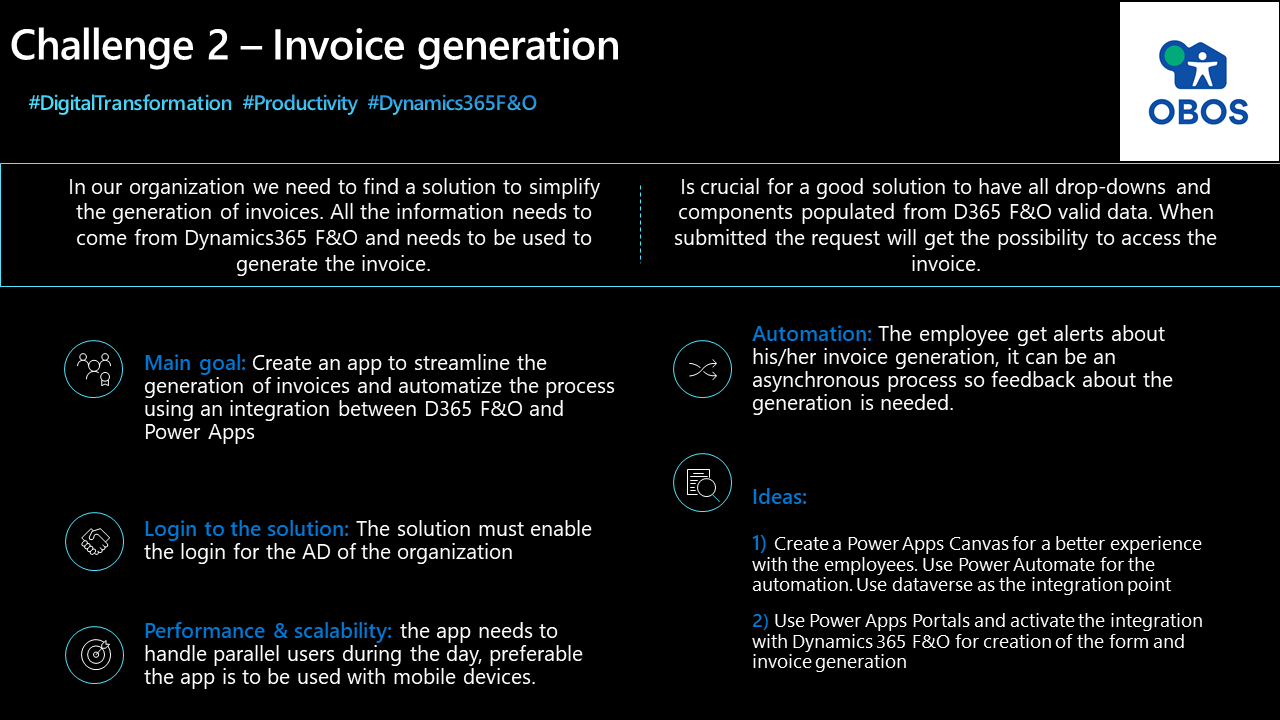 Challenge 2 – Invoice generation
#DigitalTransformation #Productivity #Dynamics365F&O
OBOS
In our organization we need to find a solution to simplify
the generation of invoices. All the information needs to
come from Dynamics365 F&O and needs to be used to
generate the invoice.
Is crucial for a good solution to have all drop-downs and
components populated from D365 F&O valid data. When
submitted the request will get the possibility to access the
invoice.
Main goal: Create an app to streamline the
generation of invoices and automatize the process
using an integration between D365 F&O and
Power Apps
Login to the solution: The solution must enable
the login for the AD of the organization
Performance & scalability: the app needs to
handle parallel users during the day, preferable
the app is to be used with mobile devices.
Automation: The employee get alerts about
his/her invoice generation, it can be an
asynchronous process so feedback about the
generation is needed.
Ideas:
1) Create a Power Apps Canvas for a better experience
with the employees. Use Power Automate for the
automation. Use dataverse as the integration point
2) Use Power Apps Portals and activate the integration
with Dynamics 365 F&O for creation of the form and
invoice generation